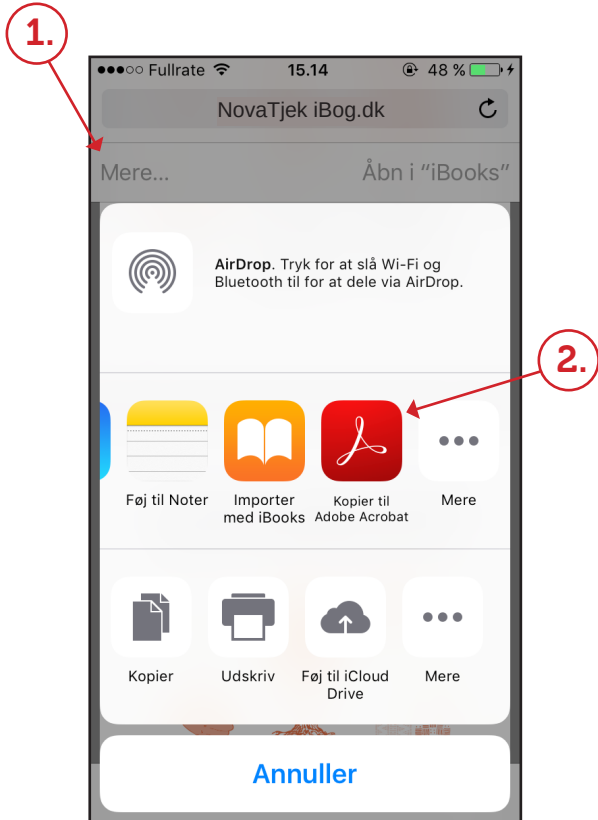 1.
Fullrate 15.14 48 %
NovaTjek iBog.dk
Mere... Åbn i “iBooks”
AirDrop. Tryk for at slå Wi-Fi og
Bluetooth til for at dele via AirDrop.
2.
Føj til Noter
Importer
med iBooks
Kopier til
Adobe Acrobat
Mere
Kopier
Udskriv
Føj til iCloud
Drive
Mere
Annuller